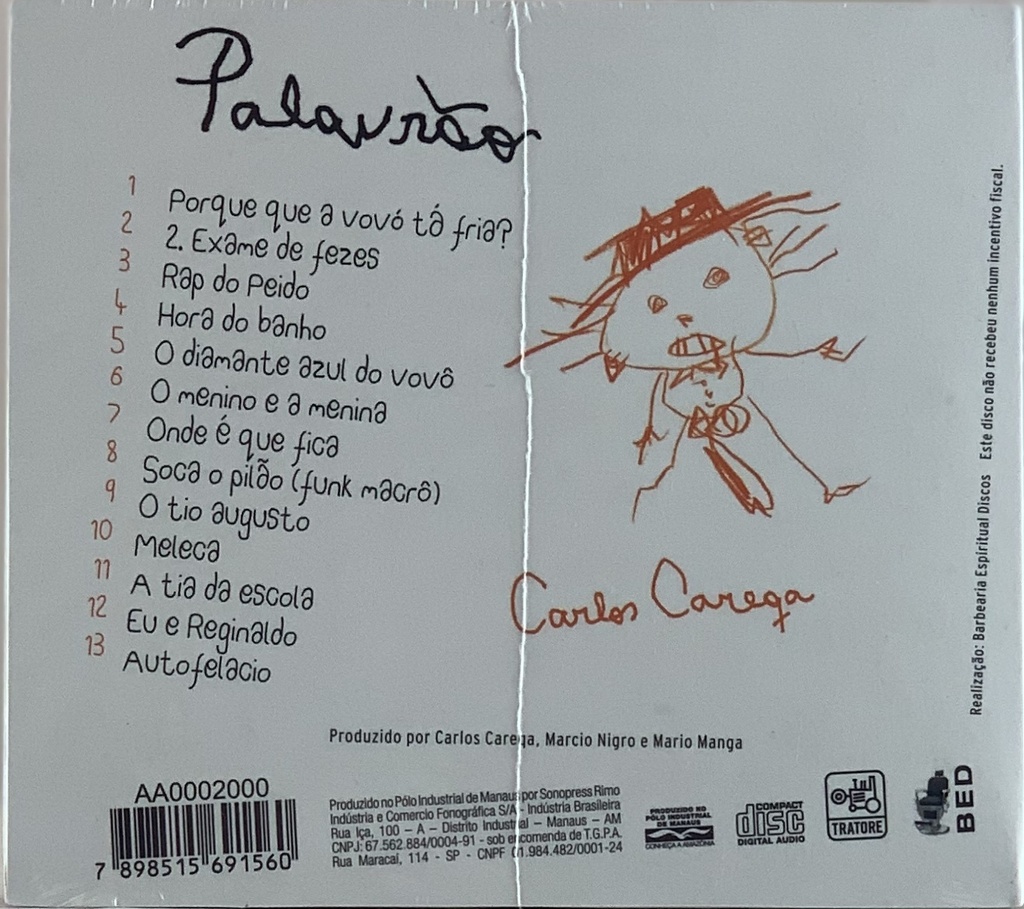 Palavrão
1 Porque que a vovó tá fria?
2 2. Exame de fezes
3 Rap do Peido
4 Hora do banho
5 O diamante azul do vovô
6 O menino e a menina
7 Onde é que fica
8 Soca o pilão (funk macrô)
9 O tio augusto
10 Meleca
11 A tia da escola
12 Eu e Reginaldo
13 Autofelacio
Carlos Carega
Produzido por Carlos Carega, Marcio Nigro e Mario Manga
AA0002000
7 898515 691560
Produzido no Pólo Industrial de Manaus por Sonopress Rimo
Indústria e Comercio Fonográfica S/A - Indústria Brasileira
Rua Iça, 100 – A – Distrito Industrial – Manaus – AM
CNPJ: 67.562.884/0004-91 - sob encomenda de T.G.P.A.
Rua Maracaí, 114 - SP - CNPF 01.984.482/0001-24
PRODUZIDO NO
PÓLO INDUSTRIAL
DE MANAUS
CONHEÇA A AMAZÔNIA
COMPACT
disc
DIGITAL AUDIO
TRATORE
BED
Realização: Barbearia Espiritual Discos Este disco não recebeu nenhum incentivo fiscal.